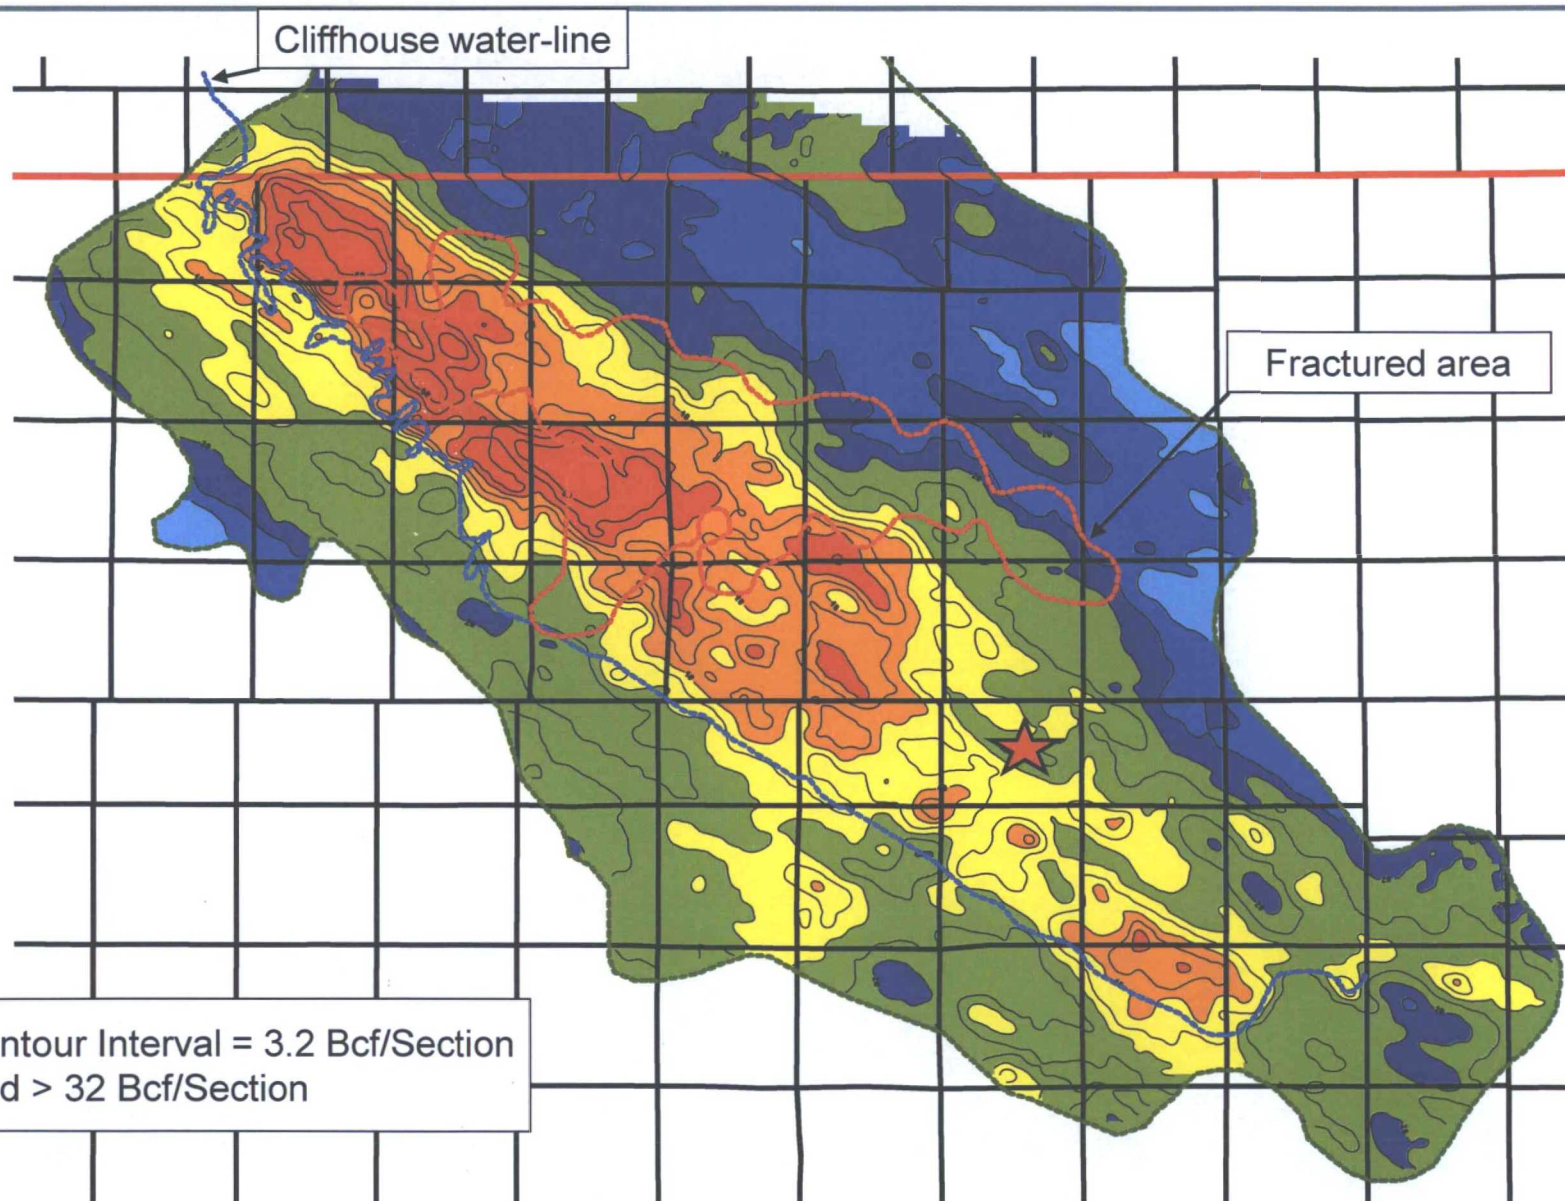 Cliffhouse water-line
Fractured area
ntour Interval = 3.2 Bcf/Section
d > 32 Bcf/Section